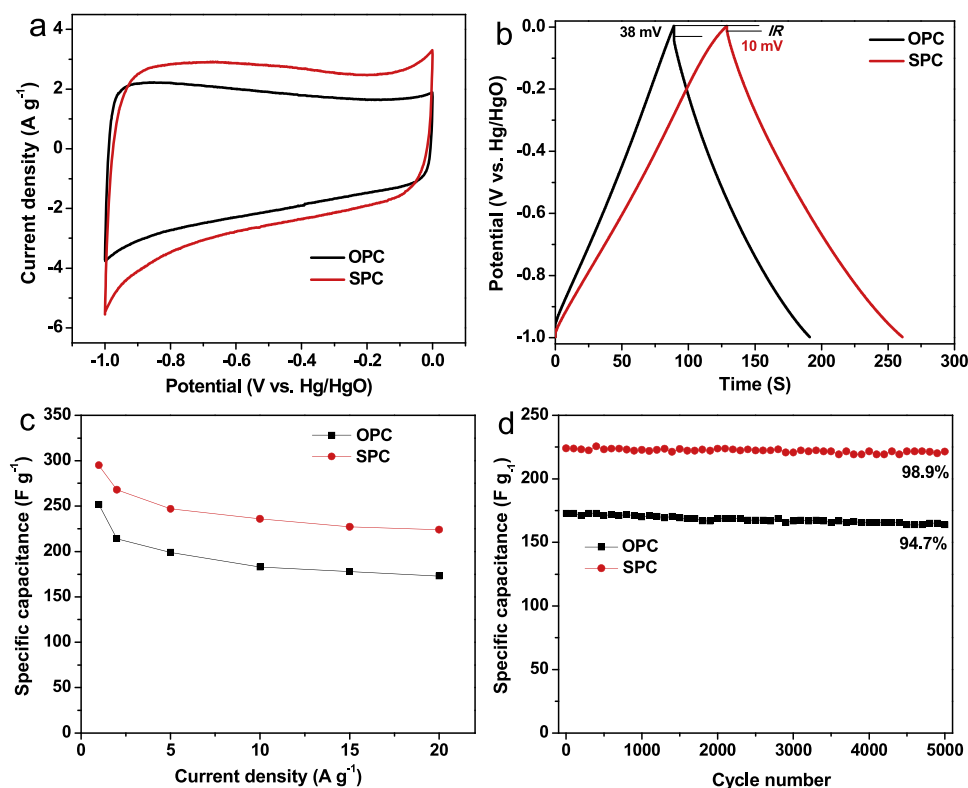 a
Current density (A g-1)
6
4
2
0
-2
-4
-6
OPC
SPC
-1.0
-0.8
-0.6
-0.4
-0.2
0.0
Potential (V vs. Hg/HgO)
b
Potential (V vs. Hg/HgO)
0.0
-0.2
-0.4
-0.6
-0.8
-1.0
38 mV
IR
10 mV
OPC
SPC
0
50
100
150
200
250
300
Time (S)
c
Specific capacitance (F g-1)
350
300
250
200
150
100
50
0
OPC
SPC
0
5
10
15
20
Current density (A g-1)
d
Specific capacitance (F g-1)
250
200
150
100
50
0
98.9%
94.7%
OPC
SPC
0
1000
2000
3000
4000
5000
Cycle number